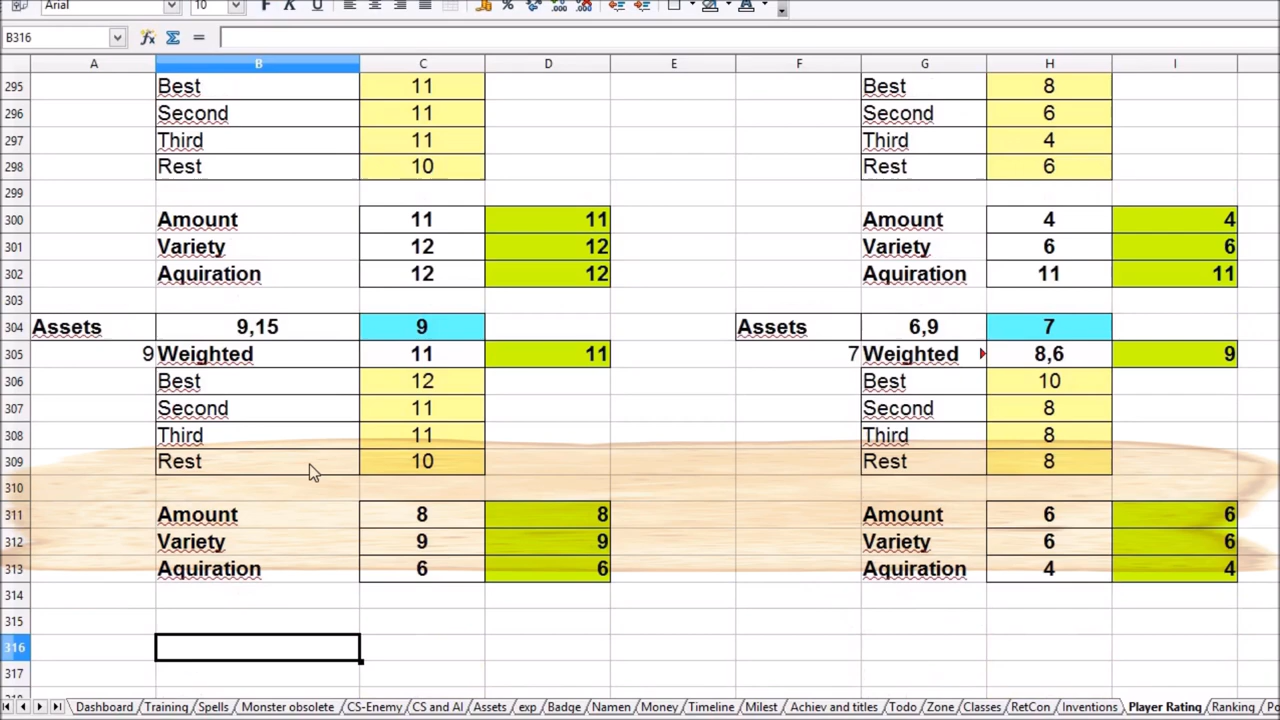 Arial 10 F K U %
B316 fx Σ =
A B C D E F G H I
295 Best 11 Best 8
296 Second 11 Second 6
297 Third 11 Third 4
298 Rest 10 Rest 6
299
300 Amount 11 11 Amount 4 4
301 Variety 12 12 Variety 6 6
302 Aquiration 12 12 Aquiration 11 11
303
304 Assets 9,15 9 Assets 6,9 7
305 9 Weighted 11 11 7 Weighted 8,6 9
306 Best 12 Best 10
307 Second 11 Second 8
308 Third 11 Third 8
309 Rest 10 Rest 8
310
311 Amount 8 8 Amount 6 6
312 Variety 9 9 Variety 6 6
313 Aquiration 6 6 Aquiration 4 4
314
315
316
317
Dashboard Training Spells Monster obsolete CS-Enemy CS and AI Assets exp Badge Namen Money Timeline Milest Achiev and titles Todo Zone Classes RetCon Inventions Player Rating Ranking